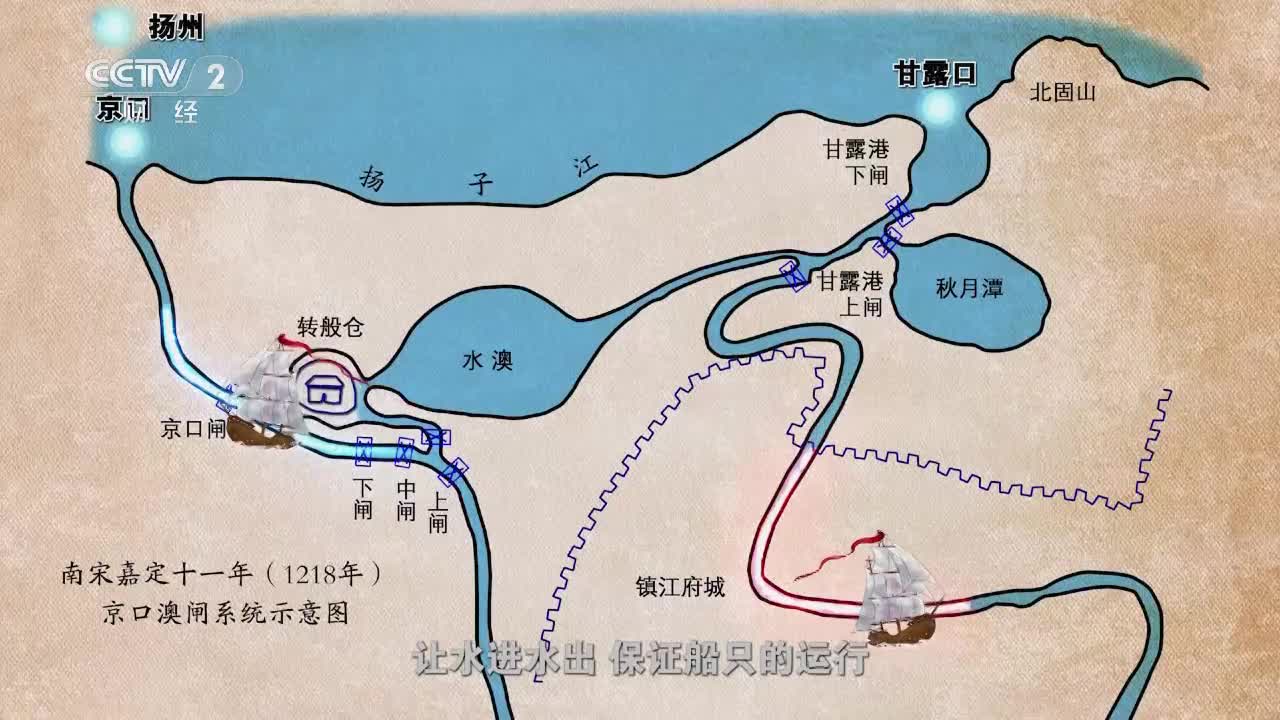 扬州
CCTV 2
财经
京口
甘露口
北固山
扬子江
甘露港
下闸
甘露港
上闸
秋月潭
转般仓
水澳
京口闸
下闸
中闸
上闸
镇江府城
南宋嘉定十一年（1218年）
京口澳闸系统示意图
让水进水出 保证船只的运行